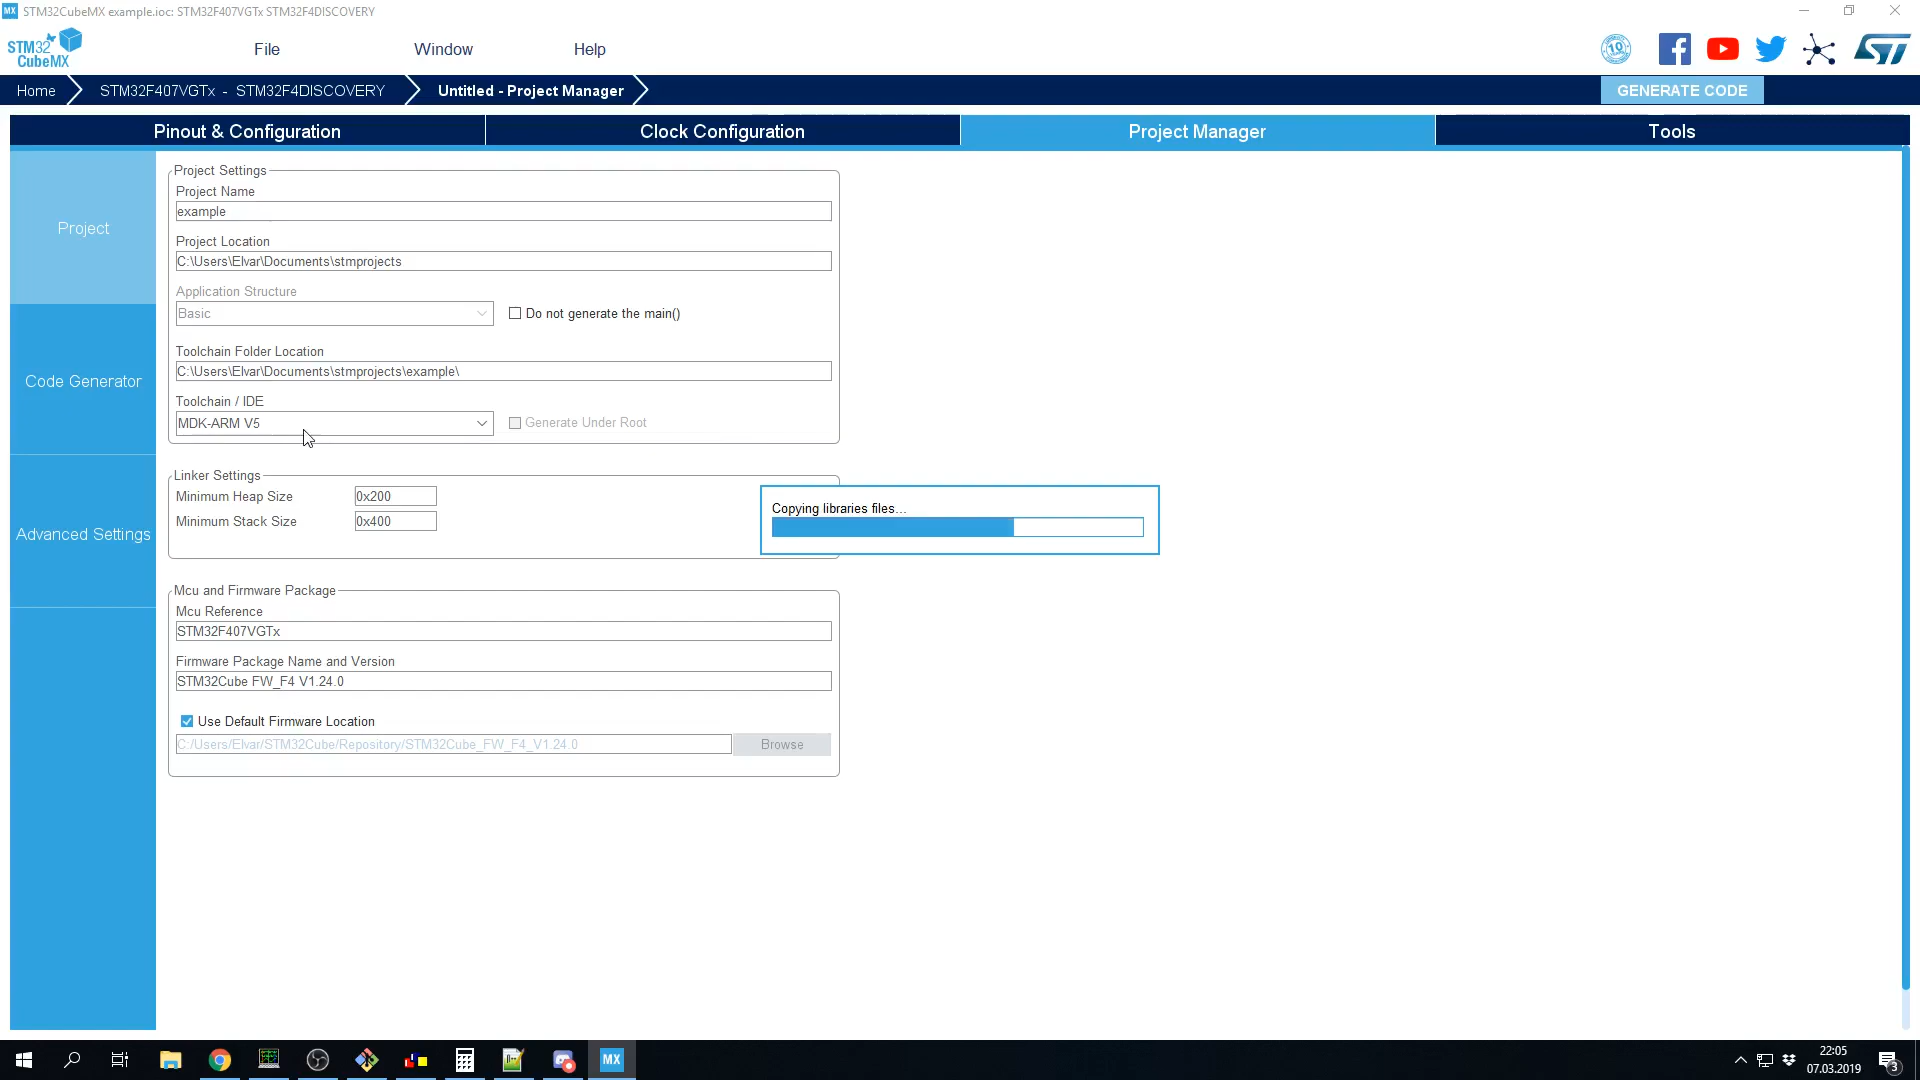 MX STM32CubeMX example.ioc: STM32F407VGTx STM32F4DISCOVERY
STM32
CubeMX
File Window Help
10
ST
Home STM32F407VGTx - STM32F4DISCOVERY Untitled - Project Manager GENERATE CODE
Pinout & Configuration Clock Configuration Project Manager Tools
Project
Code Generator
Advanced Settings
Project Settings
Project Name
example
Project Location
C:\Users\Elvar\Documents\stmprojects
Application Structure
Basic Do not generate the main()
Toolchain Folder Location
C:\Users\Elvar\Documents\stmprojects\example\
Toolchain / IDE
MDK-ARM V5 Generate Under Root
Linker Settings
Minimum Heap Size 0x200
Minimum Stack Size 0x400
Copying libraries files...
Mcu and Firmware Package
Mcu Reference
STM32F407VGTx
Firmware Package Name and Version
STM32Cube FW_F4 V1.24.0
Use Default Firmware Location
C:/Users/Elvar/STM32Cube/Repository/STM32Cube_FW_F4_V1.24.0 Browse
MX
22:05
07.03.2019
3